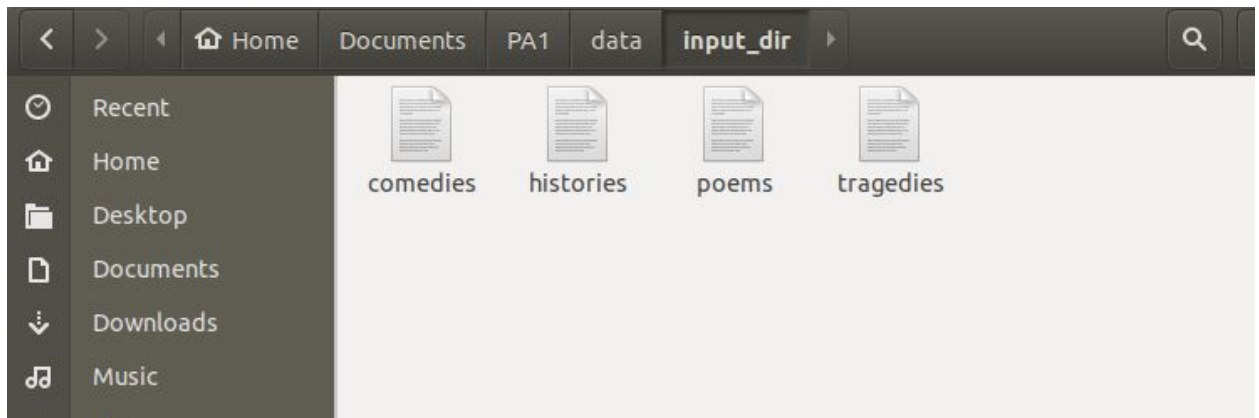 Home Documents PA1 data input_dir
Recent
Home
Desktop
Documents
Downloads
Music
comedies histories poems tragedies